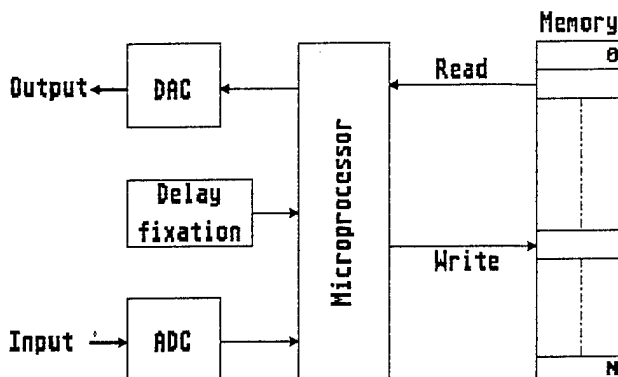 Memory
0
Output
DAC
Read
Delay
fixation
Microprocessor
Write
Input
ADC
N